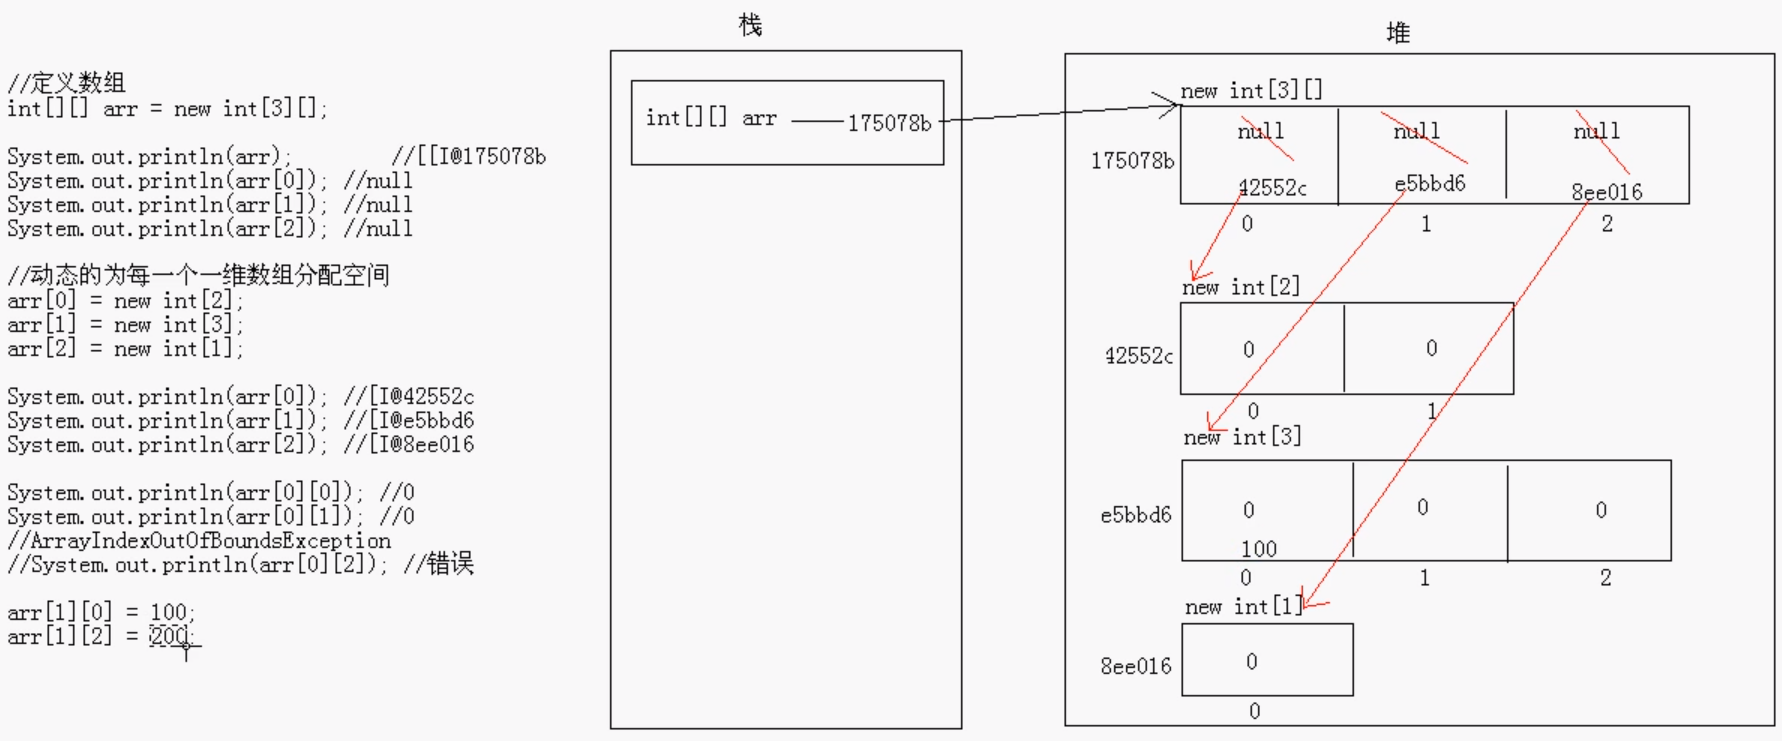 //定义数组
int[][] arr = new int[3][];
System.out.println(arr);          //[[I@175078b
System.out.println(arr[0]); //null
System.out.println(arr[1]); //null
System.out.println(arr[2]); //null
//动态的为每一个一维数组分配空间
arr[0] = new int[2];
arr[1] = new int[3];
arr[2] = new int[1];
System.out.println(arr[0]); //[I@42552c
System.out.println(arr[1]); //[I@e5bbd6
System.out.println(arr[2]); //[I@8ee016
System.out.println(arr[0][0]); //0
System.out.println(arr[0][1]); //0
//ArrayIndexOutOfBoundsException
//System.out.println(arr[0][2]); //错误
arr[1][0] = 100;
arr[1][2] = 200;
栈
int[][] arr 175078b
堆
new int[3][]
null null null
175078b
42552c e5bbd6 8ee016
0 1 2
new int[2]
42552c 0 0
0 1
new int[3]
e5bbd6 0 0 0
100
0 1 2
new int[1]
8ee016 0
0